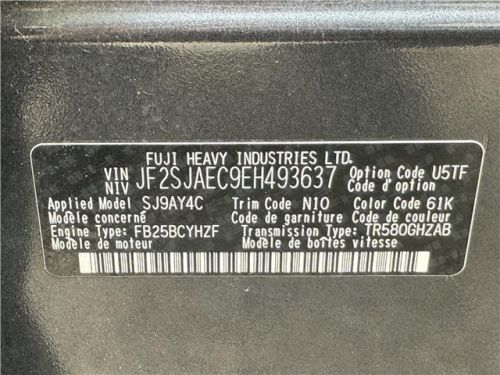 FUJI HEAVY INDUSTRIES LTD.
VIN NIV JF2SJAEC9EH493637 Option Code U5TF
Code d'option
Applied Model SJ9AY4C Trim Code N10 Color Code 61K
Modèle concerné Code de garniture Code de couleur
Engine Type: FB25BCYHZF Transmission Type: TR580GHZAB
Modèle de moteur Modèle de boîtes vitesse